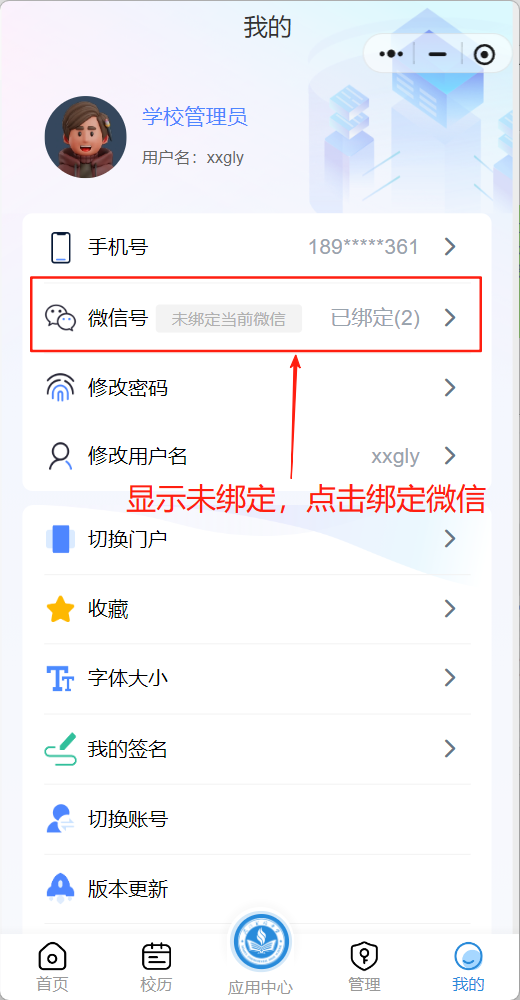 我的
学校管理员
用户名：xxgly
手机号 189*****361
微信号 未绑定当前微信 已绑定(2)
修改密码
修改用户名 xxgly
显示未绑定，点击绑定微信
切换门户
收藏
字体大小
我的签名
切换账号
版本更新
首页 校历 应用中心 管理 我的